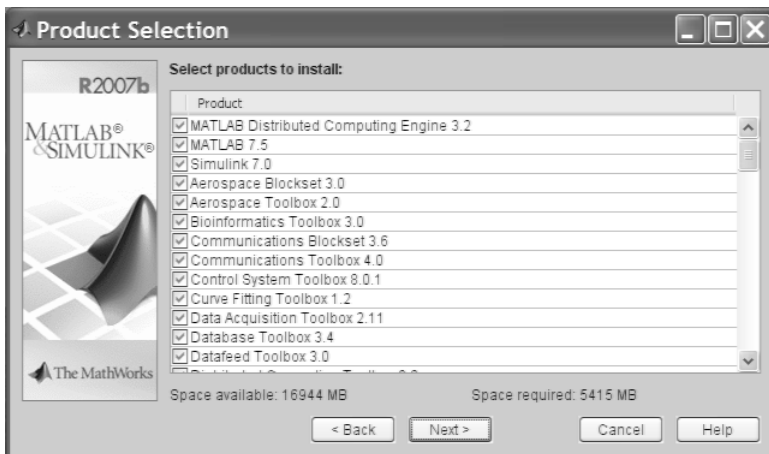 Product Selection
R2007b
MATLAB®
&SIMULINK®
The MathWorks
Select products to install:
Product
MATLAB Distributed Computing Engine 3.2
MATLAB 7.5
Simulink 7.0
Aerospace Blockset 3.0
Aerospace Toolbox 2.0
Bioinformatics Toolbox 3.0
Communications Blockset 3.6
Communications Toolbox 4.0
Control System Toolbox 8.0.1
Curve Fitting Toolbox 1.2
Data Acquisition Toolbox 2.11
Database Toolbox 3.4
Datafeed Toolbox 3.0
Space available: 16944 MB
Space required: 5415 MB
< Back
Next >
Cancel
Help